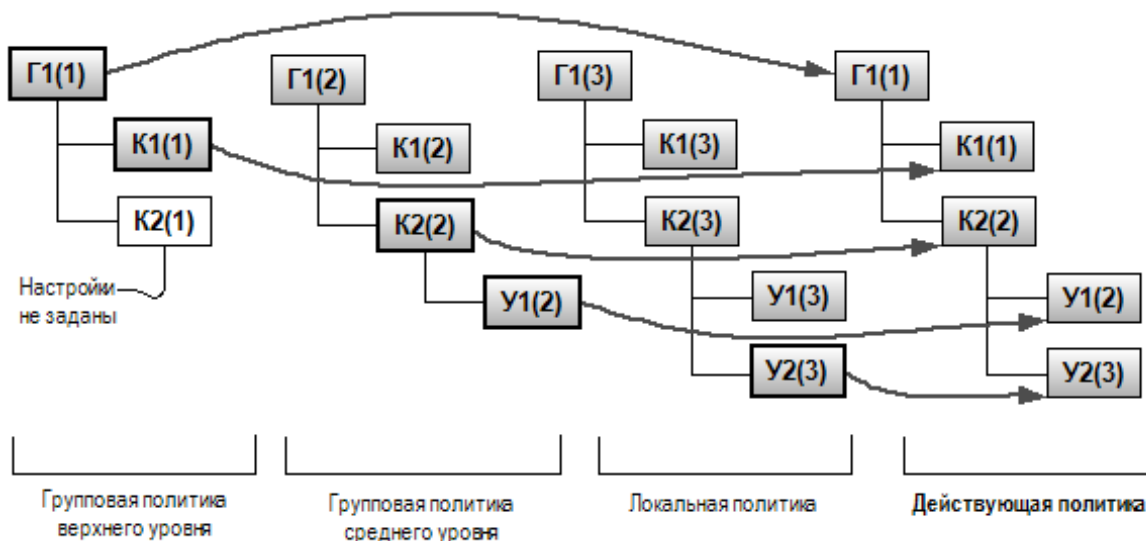 Г1(1)
Г1(2)
Г1(3)
Г1(1)
К1(1)
К1(2)
К1(3)
К1(1)
К2(1)
К2(2)
К2(3)
К2(2)
Настройки
не заданы
У1(2)
У1(3)
У1(2)
У2(3)
У2(3)
Групповая политика
верхнего уровня
Групповая политика
среднего уровня
Локальная политика
Действующая политика